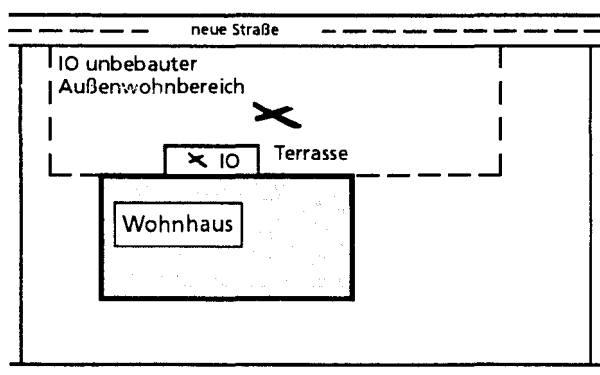 neue Straße
IO unbebauter
Außenwohnbereich
IO
Terrasse
Wohnhaus